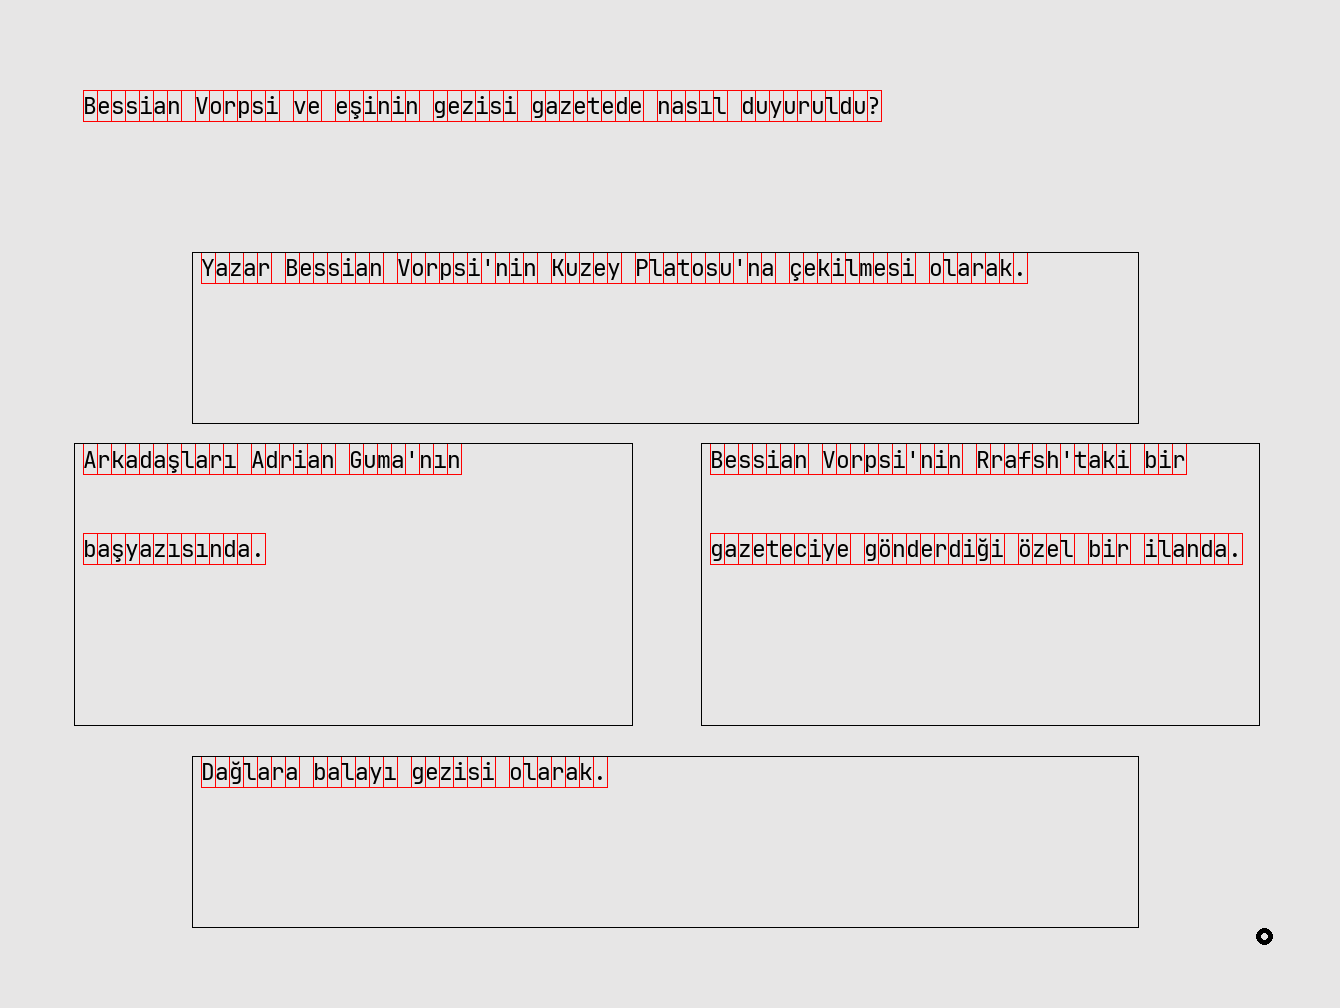 Bessian Vorpsi ve eşinin gezisi gazetede nasıl duyuruldu?
Yazar Bessian Vorpsi'nin Kuzey Platosu'na çekilmesi olarak.
Arkadaşları Adrian Guma'nın
başyazısında.
Bessian Vorpsi'nin Rrafsh'taki bir
gazeteciye gönderdiği özel bir ilanda.
Dağlara balayı gezisi olarak.